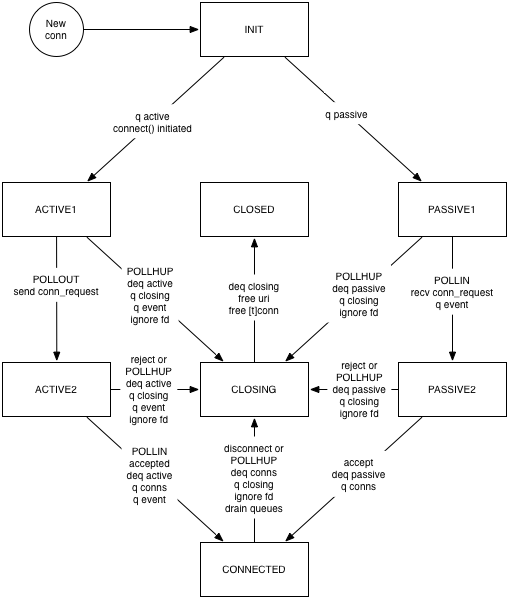 New
conn
INIT
q active
connect() initiated
q passive
ACTIVE1
CLOSED
PASSIVE1
POLLOUT
send conn_request
POLLHUP
deq active
q closing
q event
ignore fd
deq closing
free uri
free [t]conn
POLLHUP
deq passive
q closing
ignore fd
POLLIN
recv conn_request
q event
ACTIVE2
reject or
POLLHUP
deq active
q closing
q event
ignore fd
CLOSING
reject or
POLLHUP
deq passive
q closing
ignore fd
PASSIVE2
POLLIN
accepted
deq active
q conns
q event
disconnect or
POLLHUP
deq conns
q closing
ignore fd
drain queues
accept
deq passive
q conns
CONNECTED